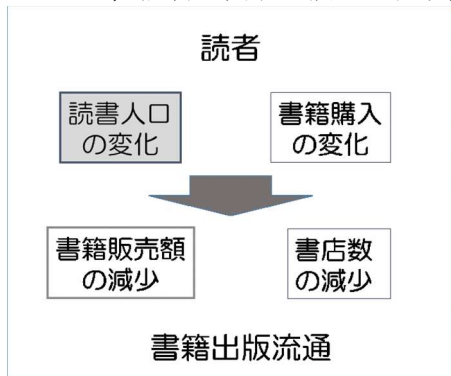 読者
読書人口
の変化
書籍購入
の変化
書籍販売額
の減少
書店数
の減少
書籍出版流通